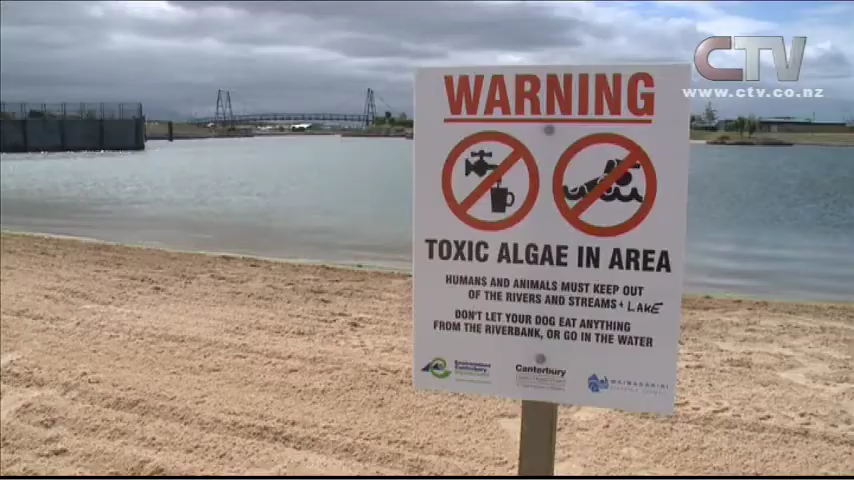 CTV
www.ctv.co.nz
WARNING
TOXIC ALGAE IN AREA
HUMANS AND ANIMALS MUST KEEP OUT
OF THE RIVERS AND STREAMS + LAKE
DON'T LET YOUR DOG EAT ANYTHING
FROM THE RIVERBANK, OR GO IN THE WATER
Environment
Canterbury
Canterbury
WAIMAKARIRI